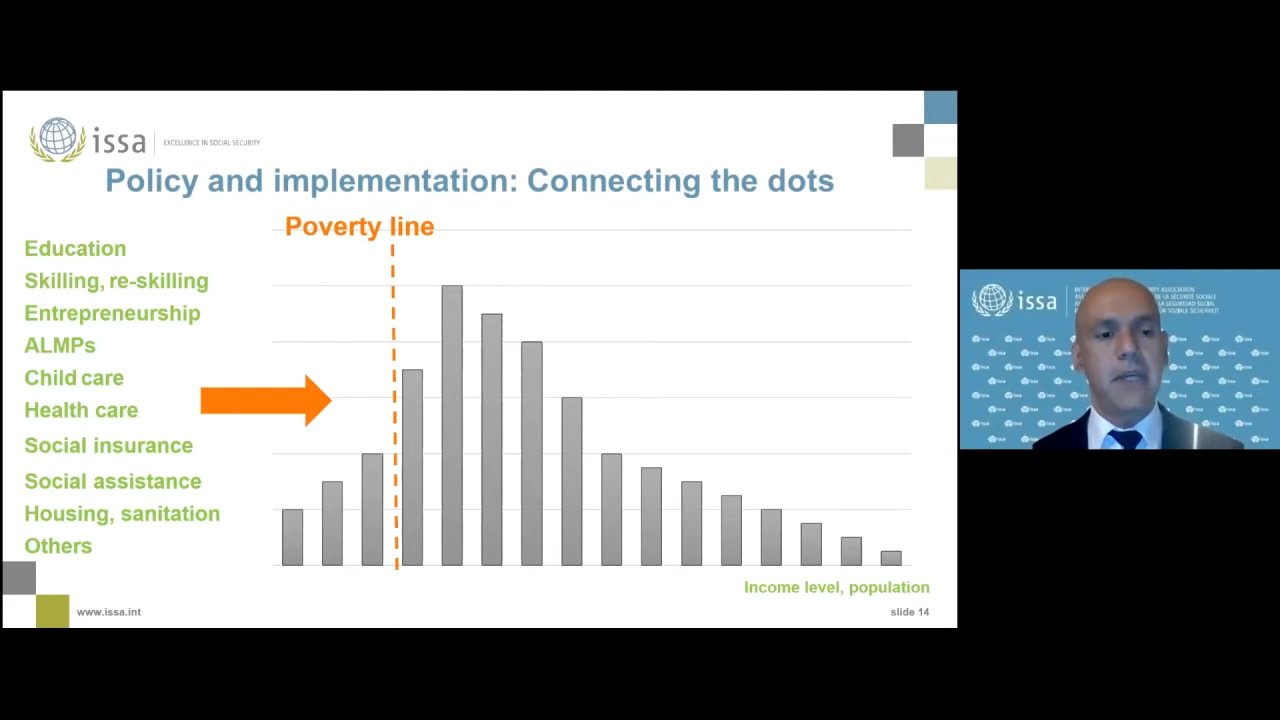 issa
EXCELLENCE IN SOCIAL SECURITY
Policy and implementation: Connecting the dots
Poverty line
Education
Skilling, re-skilling
Entrepreneurship
ALMPs
Child care
Health care
Social insurance
Social assistance
Housing, sanitation
Others
Income level, population
www.issa.int
slide 14
issa